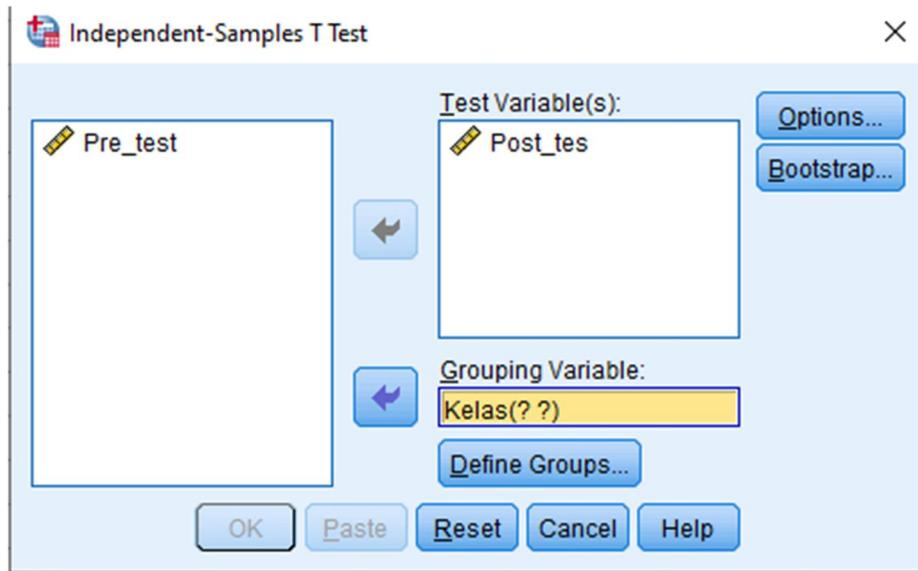 Independent-Samples T Test
Test Variable(s):
Pre_test
Post_tes
Options...
Bootstrap...
Grouping Variable:
Kelas(? ?)
Define Groups...
OK Paste Reset Cancel Help